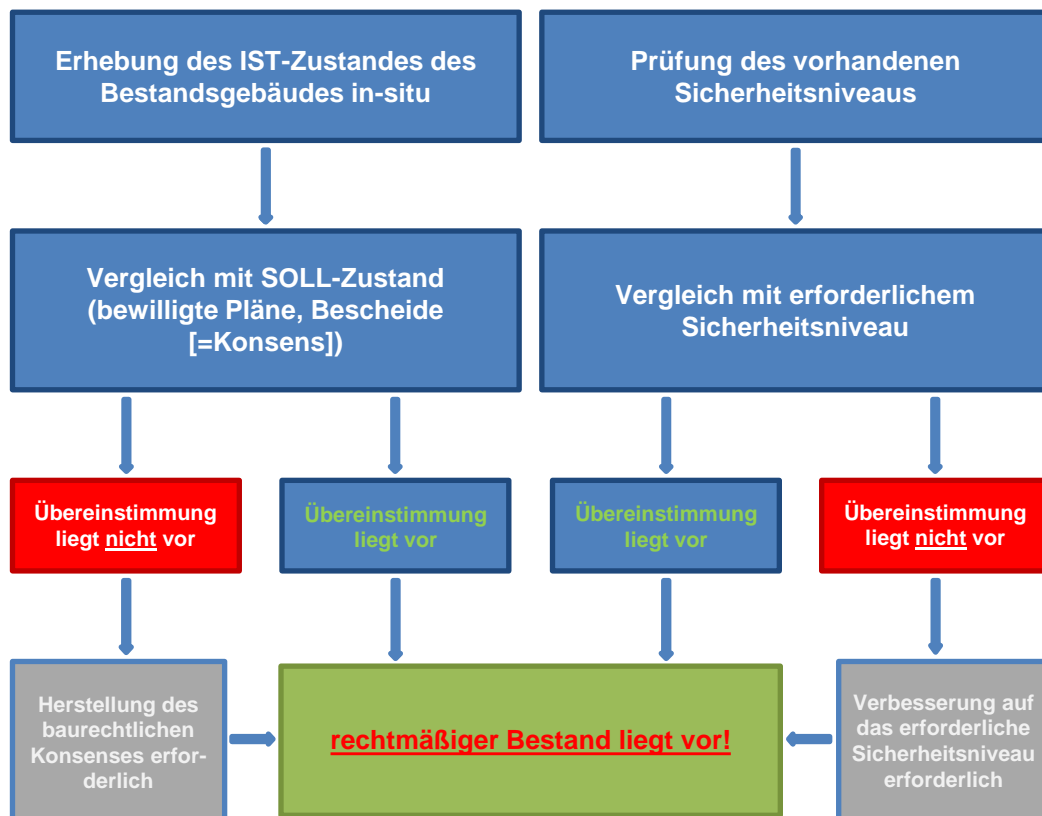 Erhebung des IST-Zustandes des
Bestandsgebäudes in-situ
Prüfung des vorhandenen
Sicherheitsniveaus
Vergleich mit SOLL-Zustand
(bewilligte Pläne, Bescheide
[=Konsens])
Vergleich mit erforderlichem
Sicherheitsniveau
Übereinstimmung
liegt nicht vor
Übereinstimmung
liegt vor
Übereinstimmung
liegt vor
Übereinstimmung
liegt nicht vor
Herstellung des
baurechtlichen
Konsenses erfor-
derlich
rechtmäßiger Bestand liegt vor!
Verbesserung auf
das erforderliche
Sicherheitsniveau
erforderlich